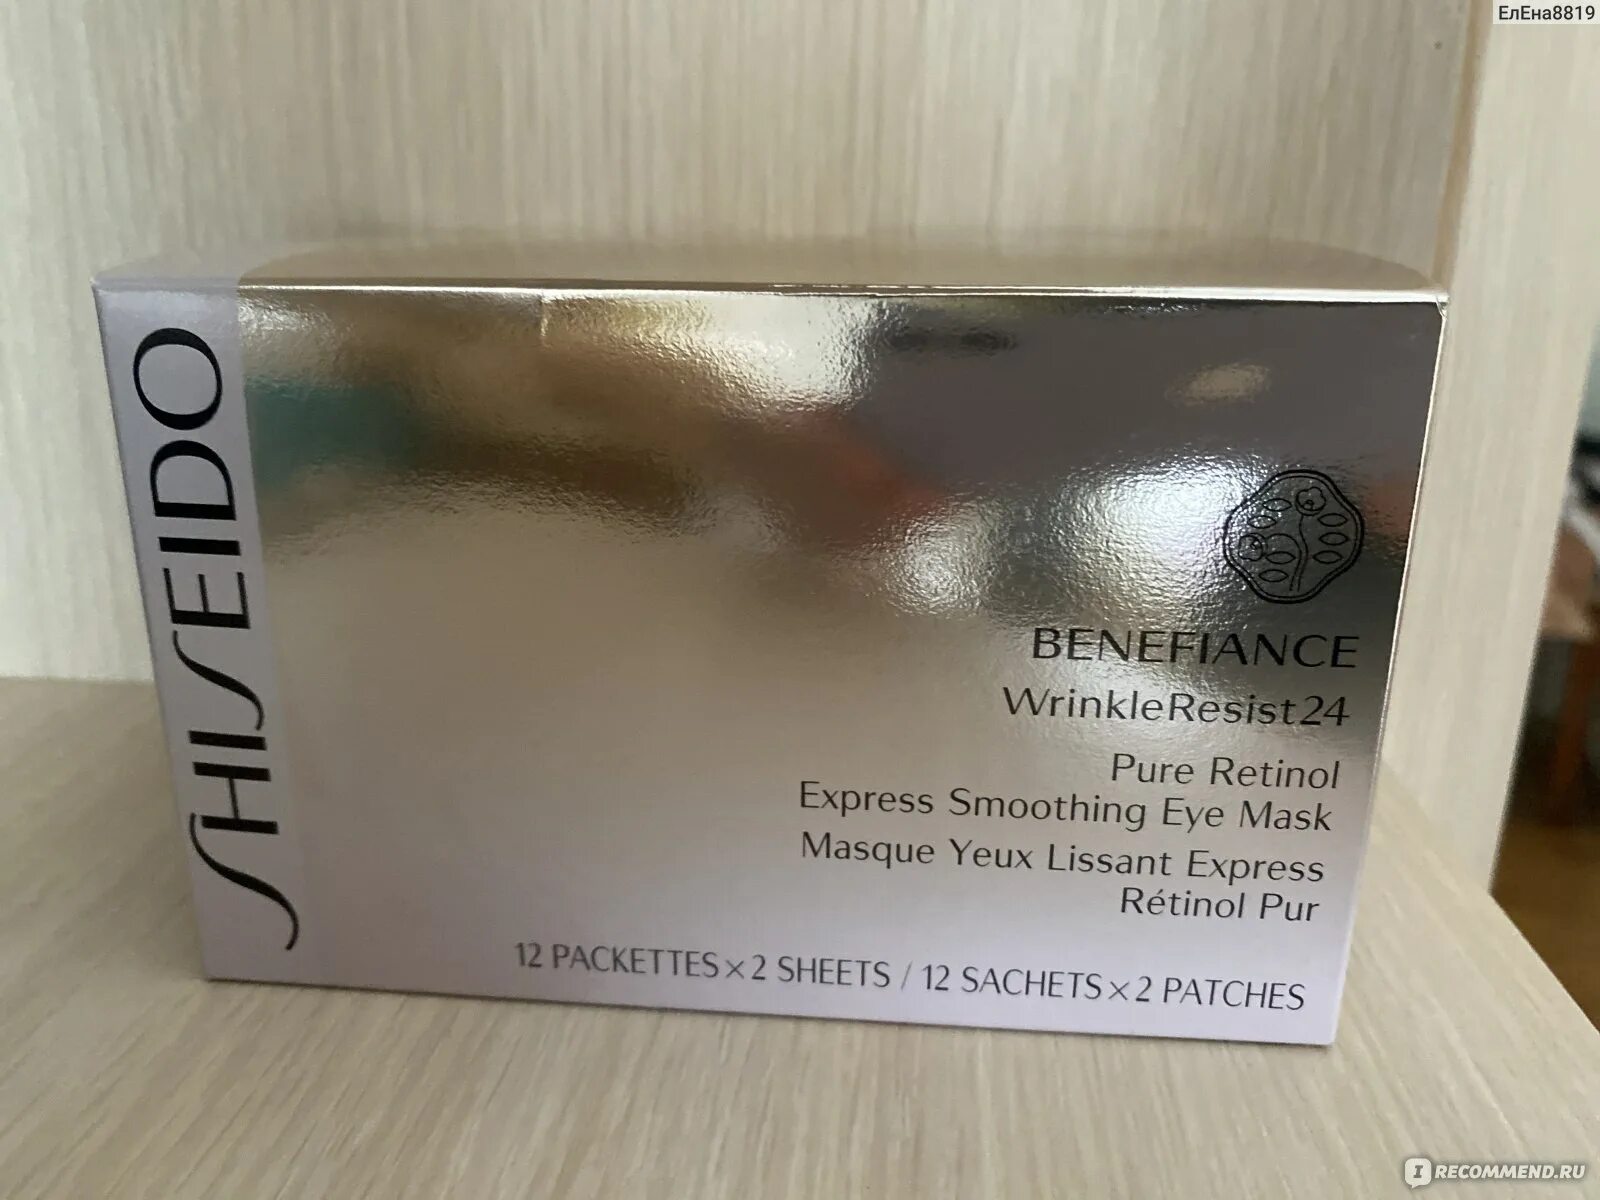 ЕлЕна8819
SHISEIDO
BENEFIANCE
WrinkleResist24
Pure Retinol
Express Smoothing Eye Mask
Masque Yeux Lissant Express
Rétinol Pur
12 PACKETTES×2 SHEETS / 12 SACHETS×2 PATCHES
IRECOMMEND.RU